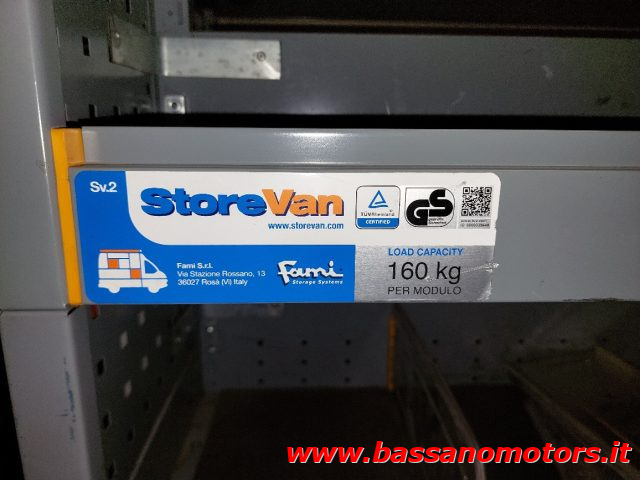 Sv.2
StoreVan
www.storevan.com
TÜVRheinland
CERTIFIED
GS
Fami S.r.l.
Via Stazione Rossano, 13
36027 Rosà (Vi) Italy
Fami
Storage Systems
LOAD CAPACITY
160 kg
PER MODULO
www.bassanomotors.it